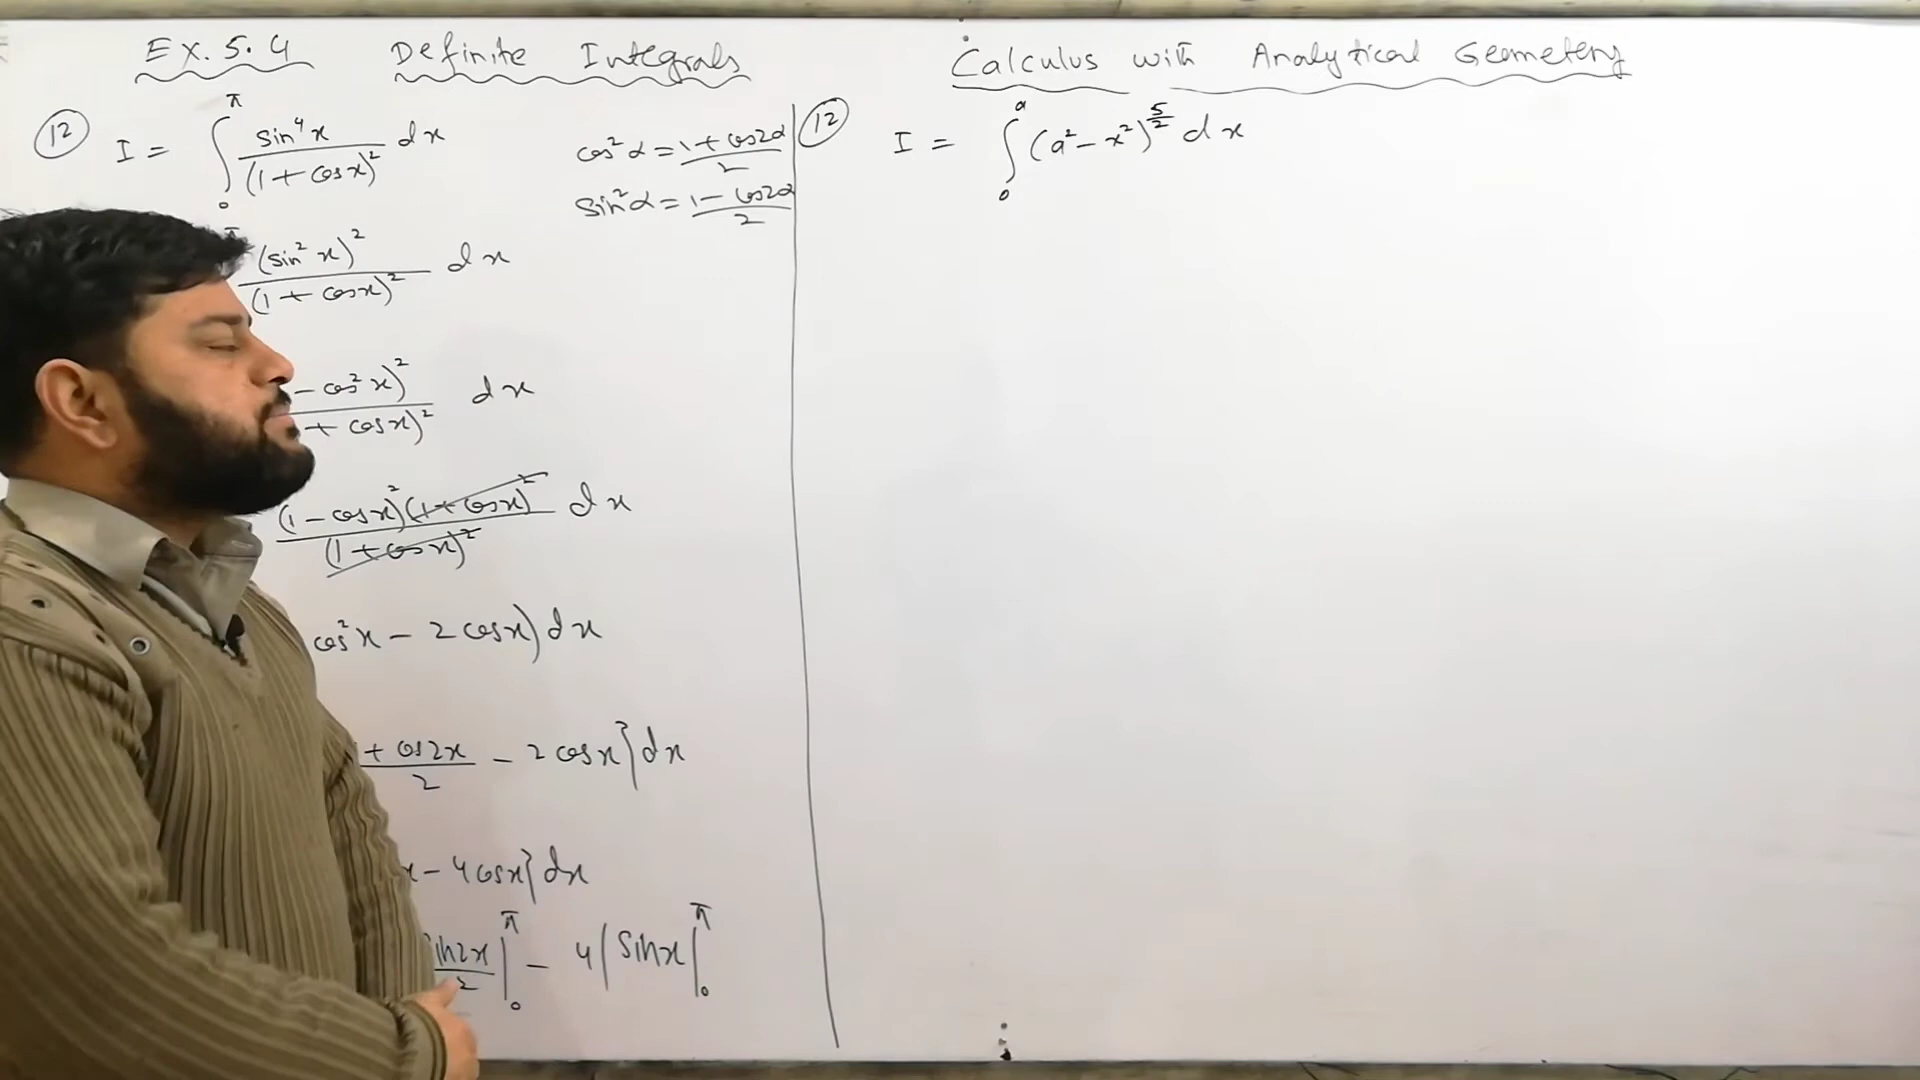 Ex. 5.4 Definite Integrals
Calculus with Analytical Geometery
(12) I = ∫₀^π sin⁴x / (1 + cosx)² dx
cos²α = (1 + cos2α) / 2
sin²α = (1 - cos2α) / 2
(sin²x)² / (1 + cosx)² dx
- cos²x)² / + cosx)² dx
(1 - cosx)²(1 + cosx)² / (1 + cosx)² dx
cos²x - 2cosx) dx
+ cos2x / 2 - 2cosx} dx
x - 4cosx} dx
sin2x / 2 |₀^π - 4 | sinx |₀^π
(12) I = ∫₀^a (a² - x²)^(5/2) dx